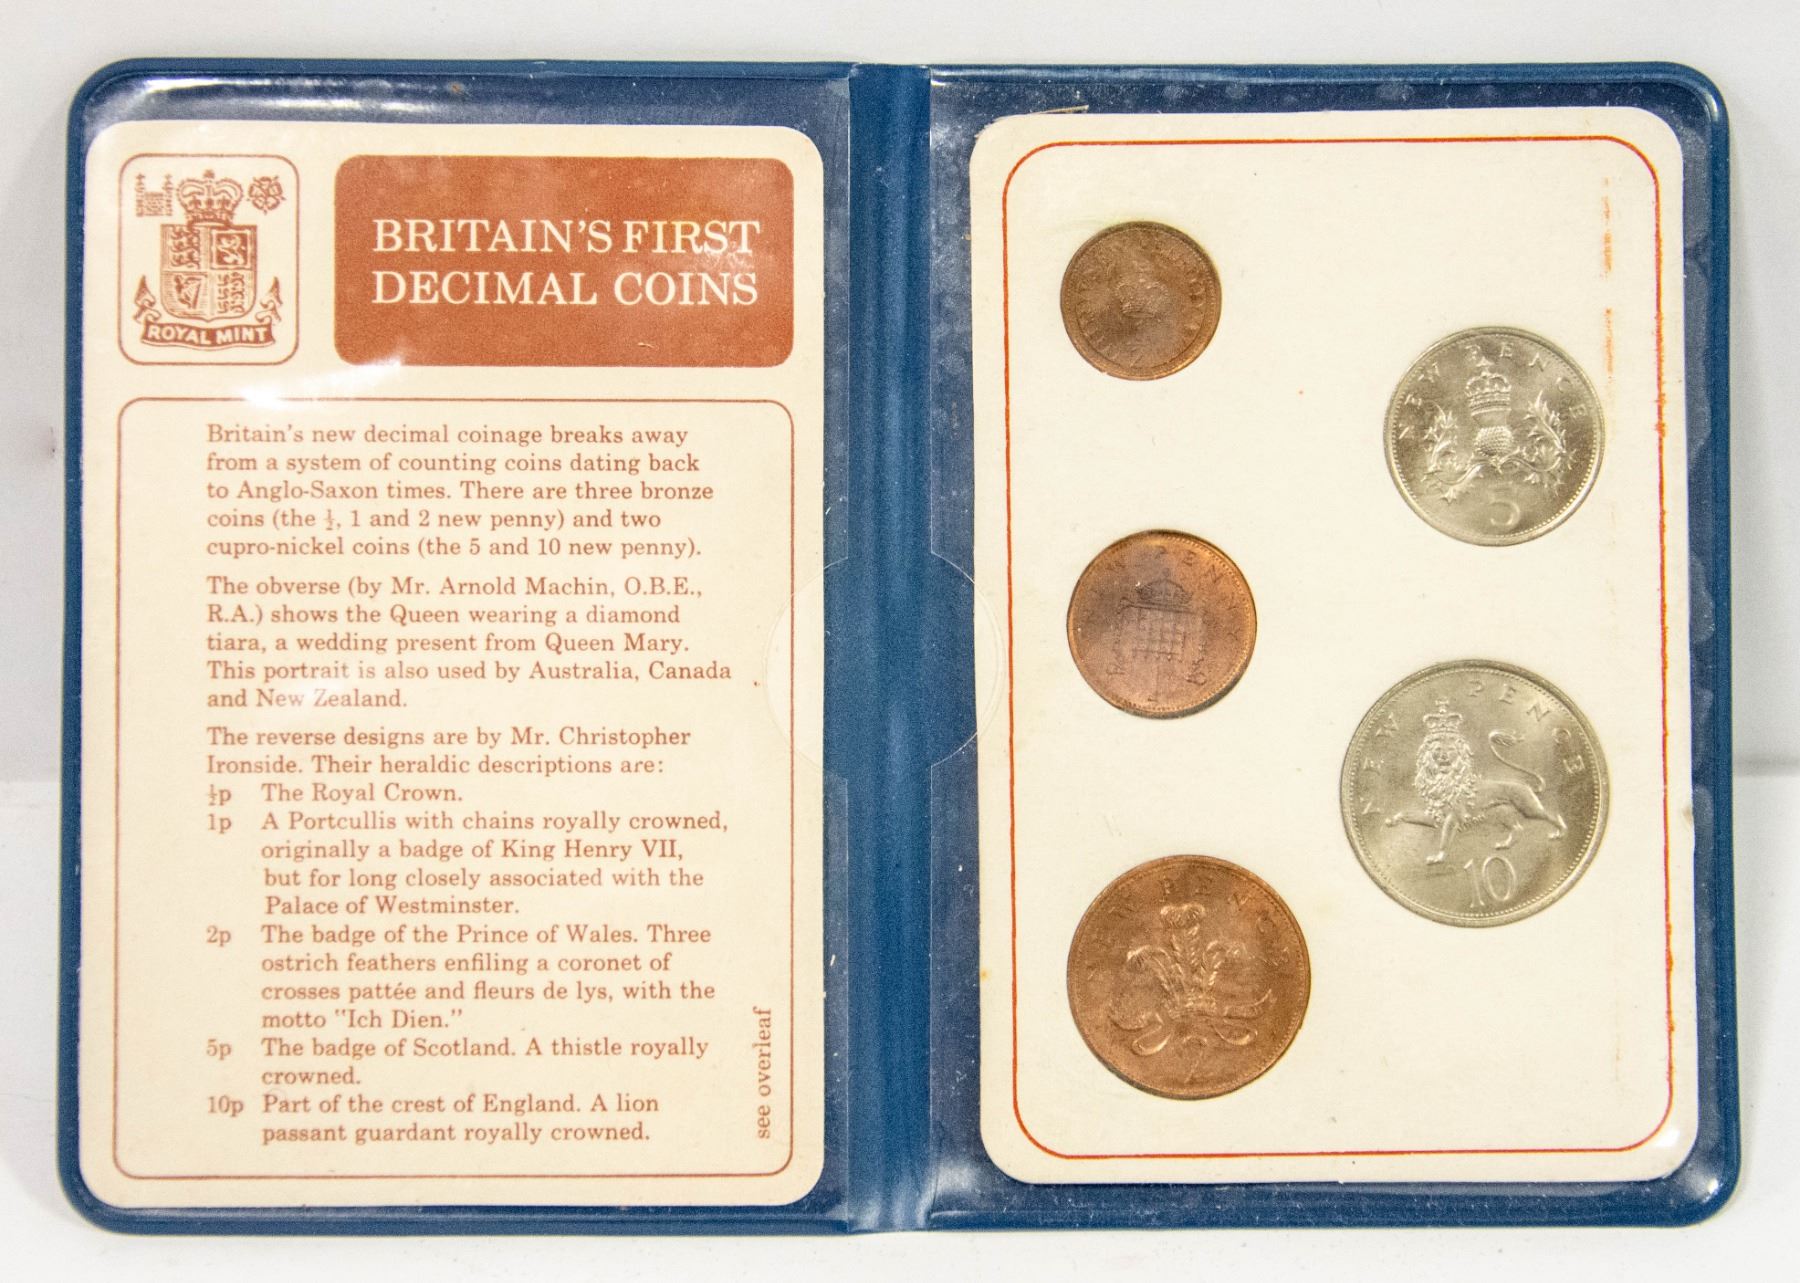 ROYAL MINT
BRITAIN'S FIRST
DECIMAL COINS
Britain's new decimal coinage breaks away
from a system of counting coins dating back
to Anglo-Saxon times. There are three bronze
coins (the ½, 1 and 2 new penny) and two
cupro-nickel coins (the 5 and 10 new penny).
The obverse (by Mr. Arnold Machin, O.B.E.,
R.A.) shows the Queen wearing a diamond
tiara, a wedding present from Queen Mary.
This portrait is also used by Australia, Canada
and New Zealand.
The reverse designs are by Mr. Christopher
Ironside. Their heraldic descriptions are:
½p The Royal Crown.
1p A Portcullis with chains royally crowned,
originally a badge of King Henry VII,
but for long closely associated with the
Palace of Westminster.
2p The badge of the Prince of Wales. Three
ostrich feathers enfiling a coronet of
crosses pattée and fleurs de lys, with the
motto "Ich Dien."
5p The badge of Scotland. A thistle royally
crowned.
10p Part of the crest of England. A lion
passant guardant royally crowned.
see overleaf
NEW PENCE
5
NEW PENCE
10
NEW PENCE
2